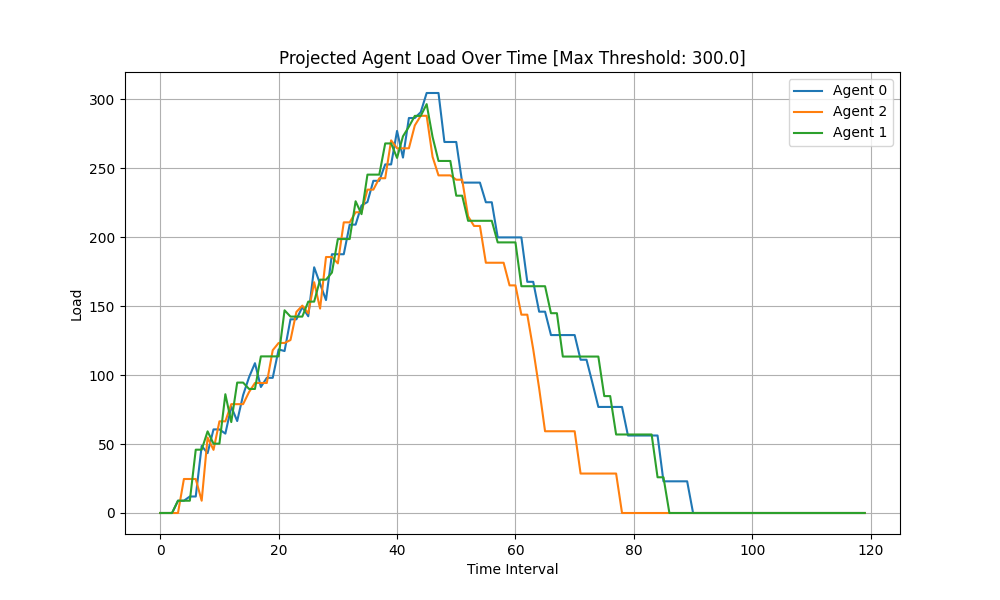 Projected Agent Load Over Time [Max Threshold: 300.0]
Agent 0
Agent 2
Agent 1
Load
300
250
200
150
100
50
0
0 20 40 60 80 100 120
Time Interval